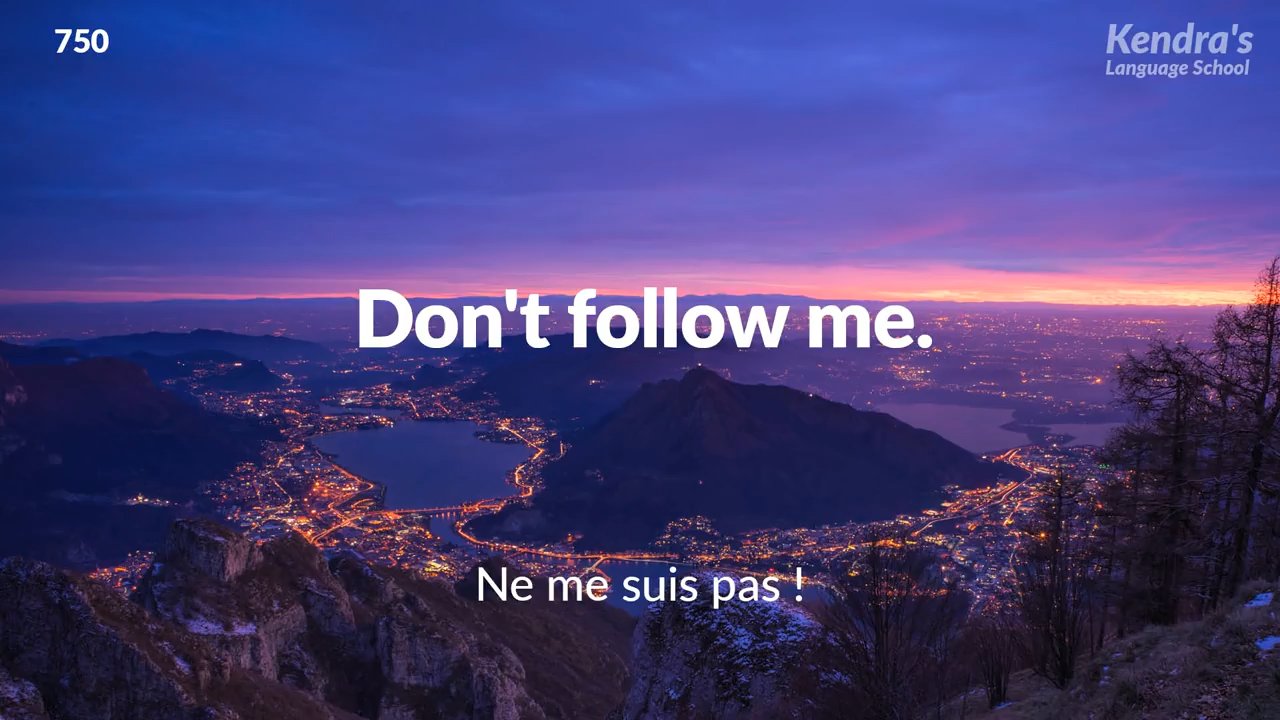 750
Kendra's
Language School
Don't follow me.
Ne me suis pas !